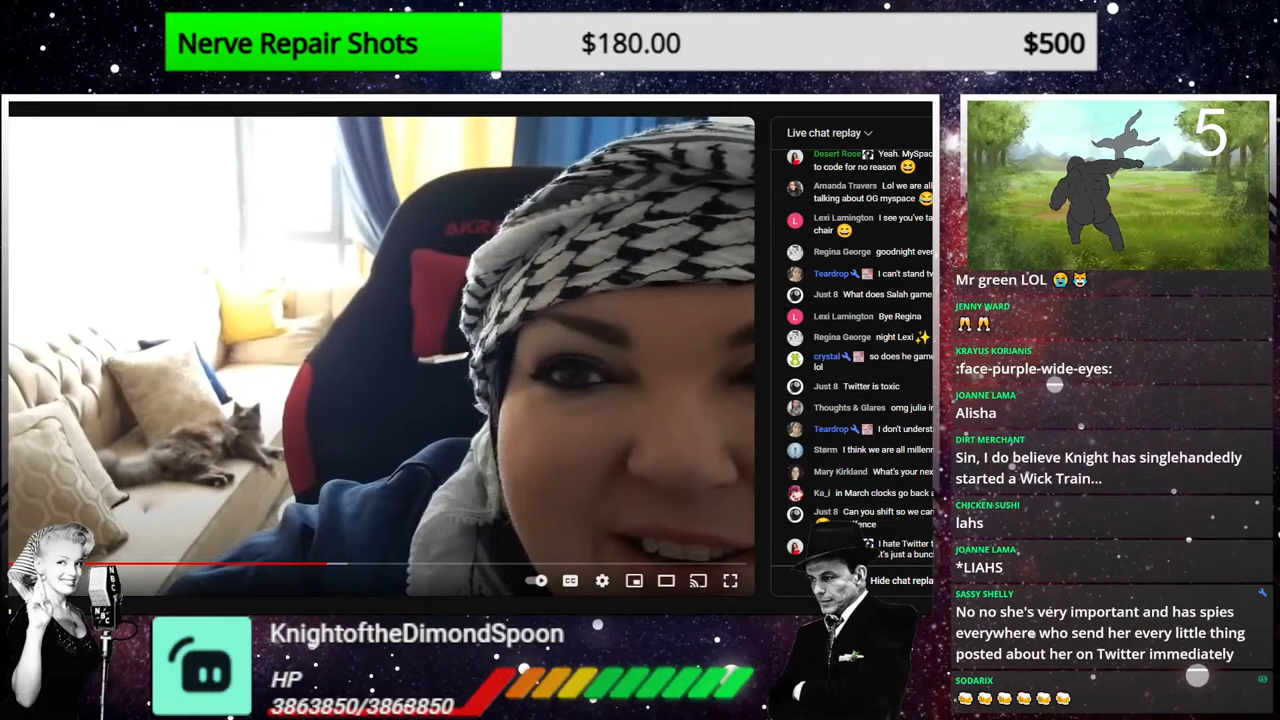 Nerve Repair Shots $180.00 $500
Live chat replay
Desert Rose Yeah. MySpac
to code for no reason
Amanda Travers Lol we are all
talking about OG myspace
L Lexi Lamington I see you've ta
chair
Regina George goodnight ever
Teardrop I can't stand tw
Just 8 What does Salah game
L Lexi Lamington Bye Regina
Regina George night Lexi
crystal so does he game
lol
Just 8 Twitter is toxic
Thoughts & Glares omg julia i
Teardrop I don't underst
Størm I think we are all millenn
Mary Kirkland What's your nex
Ka_i in March clocks go back a
Just 8 Can you shift so we can
ffence
I hate Twitter t
t's just a bunc
Hide chat repla
CC
5
Mr green LOL
JENNY WARD
KRAYUS KORIANIS
:face-purple-wide-eyes:
JOANNE LAMA
Alisha
DIRT MERCHANT
Sin, I do believe Knight has singlehandedly
started a Wick Train...
CHICKEN SUSHI
lahs
JOANNE LAMA
*LIAHS
SASSY SHELLY
No no she's very important and has spies
everywhere who send her every little thing
posted about her on Twitter immediately
SODARIX
NBC
NBC
KnightoftheDimondSpoon
HP
3863850/3868850